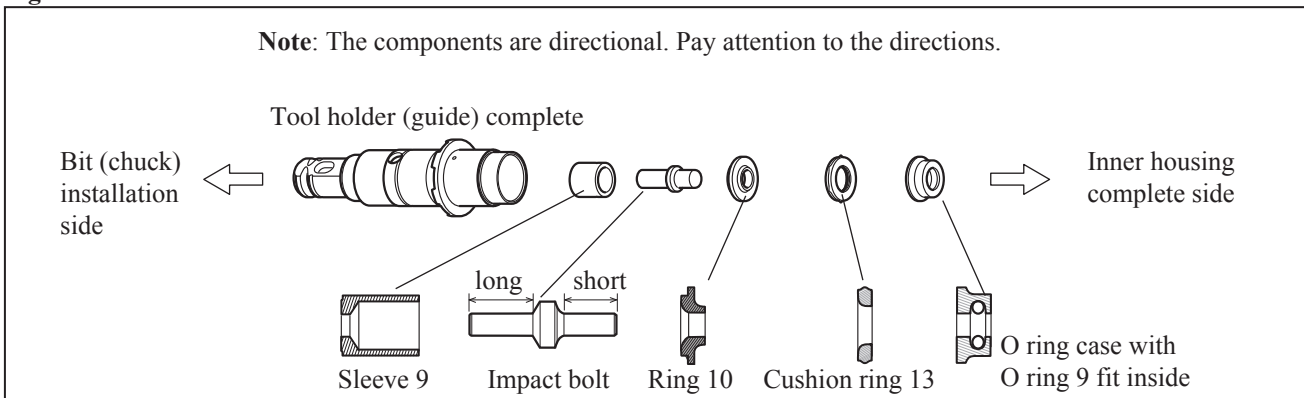 Note: The components are directional. Pay attention to the directions.
Tool holder (guide) complete
Bit (chuck)
installation
side
Inner housing
complete side
long
short
Sleeve 9
Impact bolt
Ring 10
Cushion ring 13
O ring case with
O ring 9 fit inside